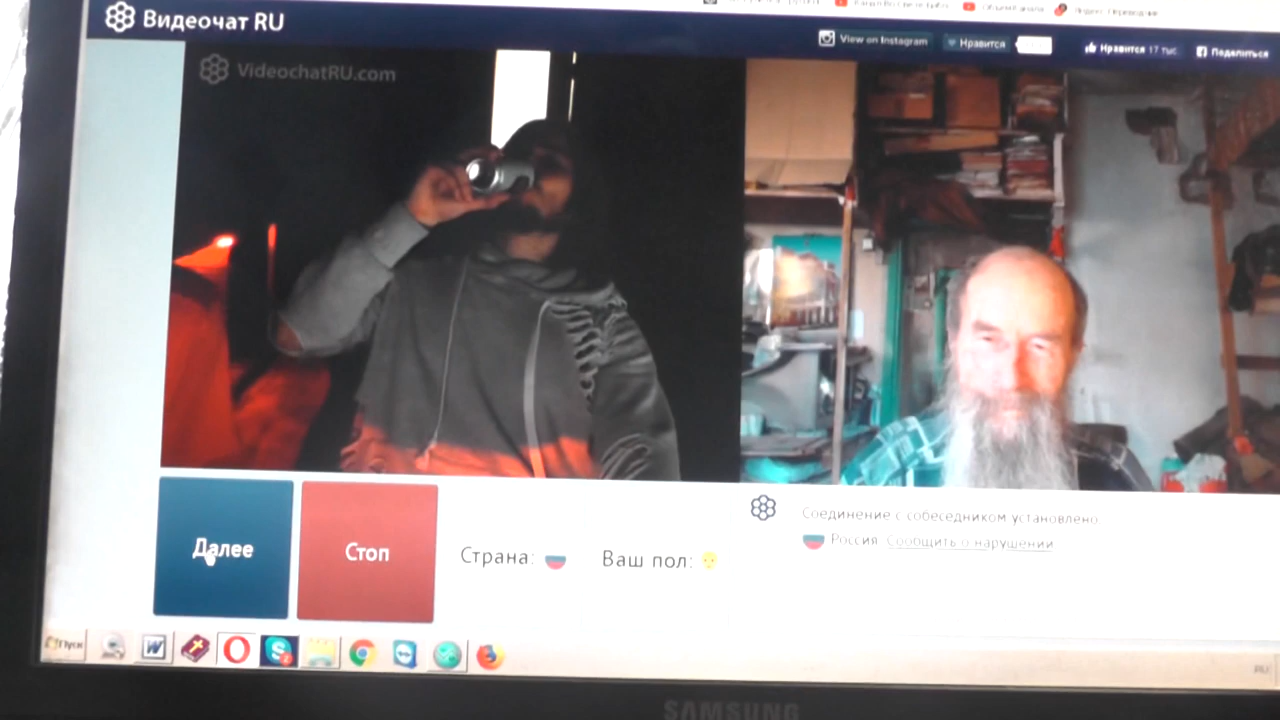 Видеочат RU
View on Instagram
Нравится
Нравится 17 тыс.
Поделиться
VideochatRU.com
Далее
Стоп
Страна:
Ваш пол:
Соединение с собеседником установлено
Россия Сообщить о нарушении
Пуск
RU
SAMSUNG